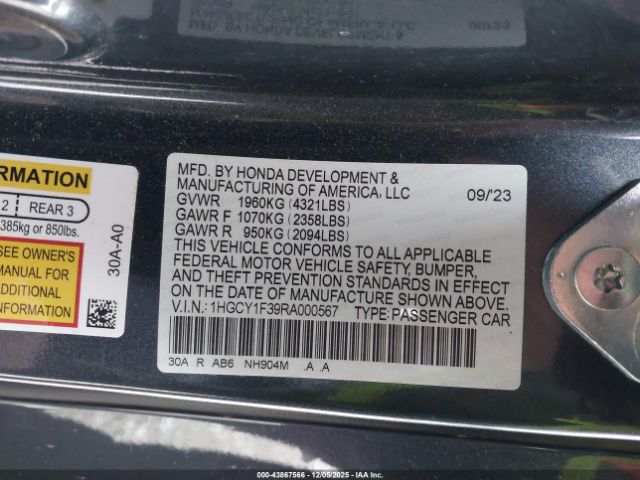 MFD. BY HONDA DEVELOPMENT &
MANUFACTURING OF AMERICA, LLC 09/'23
GVWR 1960KG (4321LBS)
GAWR F 1070KG (2358LBS)
GAWR R 950KG (2094LBS)
THIS VEHICLE CONFORMS TO ALL APPLICABLE
FEDERAL MOTOR VEHICLE SAFETY, BUMPER,
AND THEFT PREVENTION STANDARDS IN EFFECT
ON THE DATE OF MANUFACTURE SHOWN ABOVE.
V.I.N.: 1HGCY1F39RA000567 TYPE: PASSENGER CAR
30A R AB6 NH904M .A .A
RMATION
2 REAR 3
385kg or 850lbs.
SEE OWNER'S
MANUAL FOR
ADDITIONAL
INFORMATION
30A-A0
00-43867566 - 12/05/2025 - IAAI Inc.